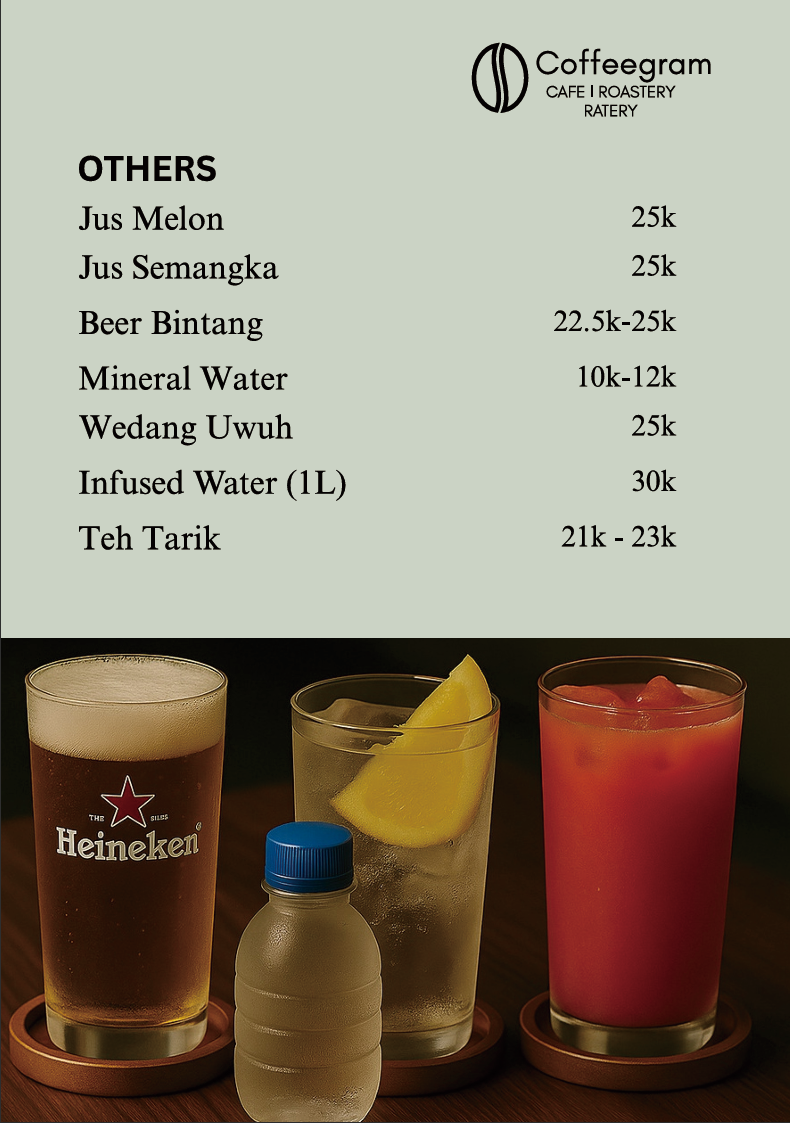 Coffeegram
CAFE | ROASTERY
RATERY
OTHERS
Jus Melon 25k
Jus Semangka 25k
Beer Bintang 22.5k-25k
Mineral Water 10k-12k
Wedang Uwuh 25k
Infused Water (1L) 30k
Teh Tarik 21k - 23k
THE
Heineken